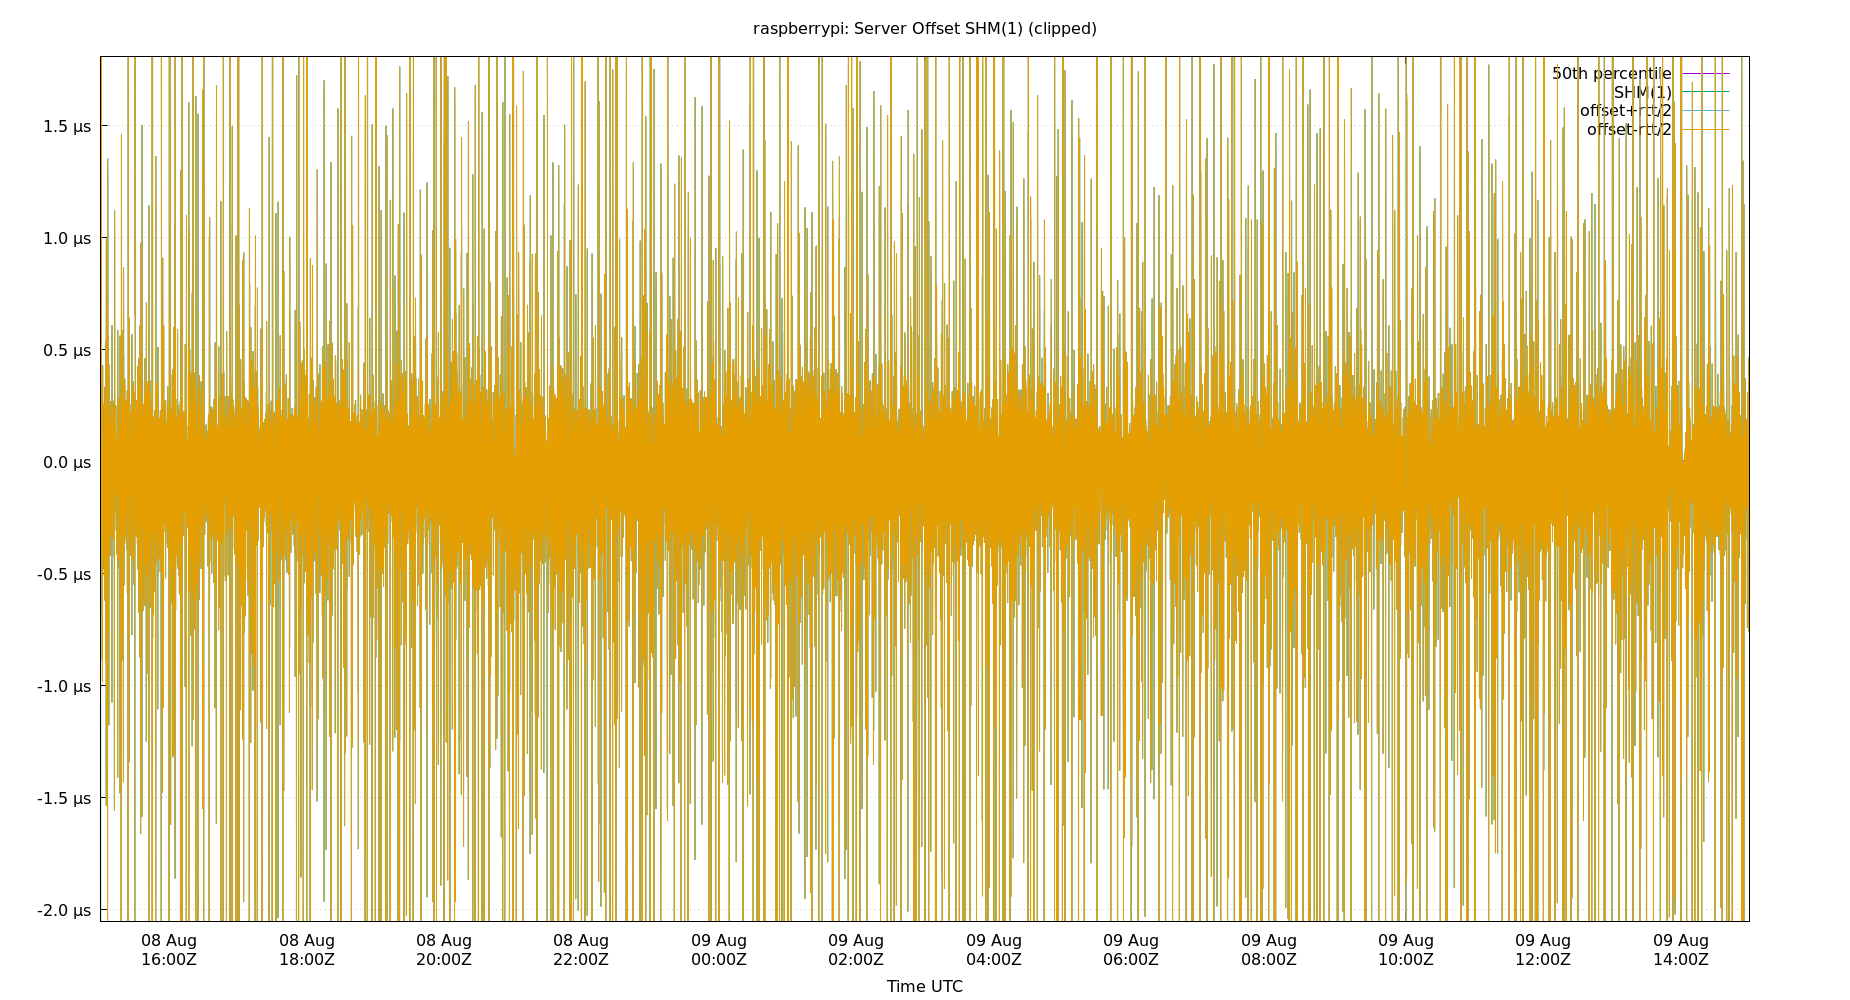 raspberrypi: Server Offset SHM(1) (clipped)
50th percentile
SHM(1)
offset+rtt/2
offset-rtt/2
1.5 µs
1.0 µs
0.5 µs
0.0 µs
-0.5 µs
-1.0 µs
-1.5 µs
-2.0 µs
08 Aug 08 Aug 08 Aug 08 Aug 09 Aug 09 Aug 09 Aug 09 Aug 09 Aug 09 Aug 09 Aug 09 Aug
16:00Z 18:00Z 20:00Z 22:00Z 00:00Z 02:00Z 04:00Z 06:00Z 08:00Z 10:00Z 12:00Z 14:00Z
Time UTC